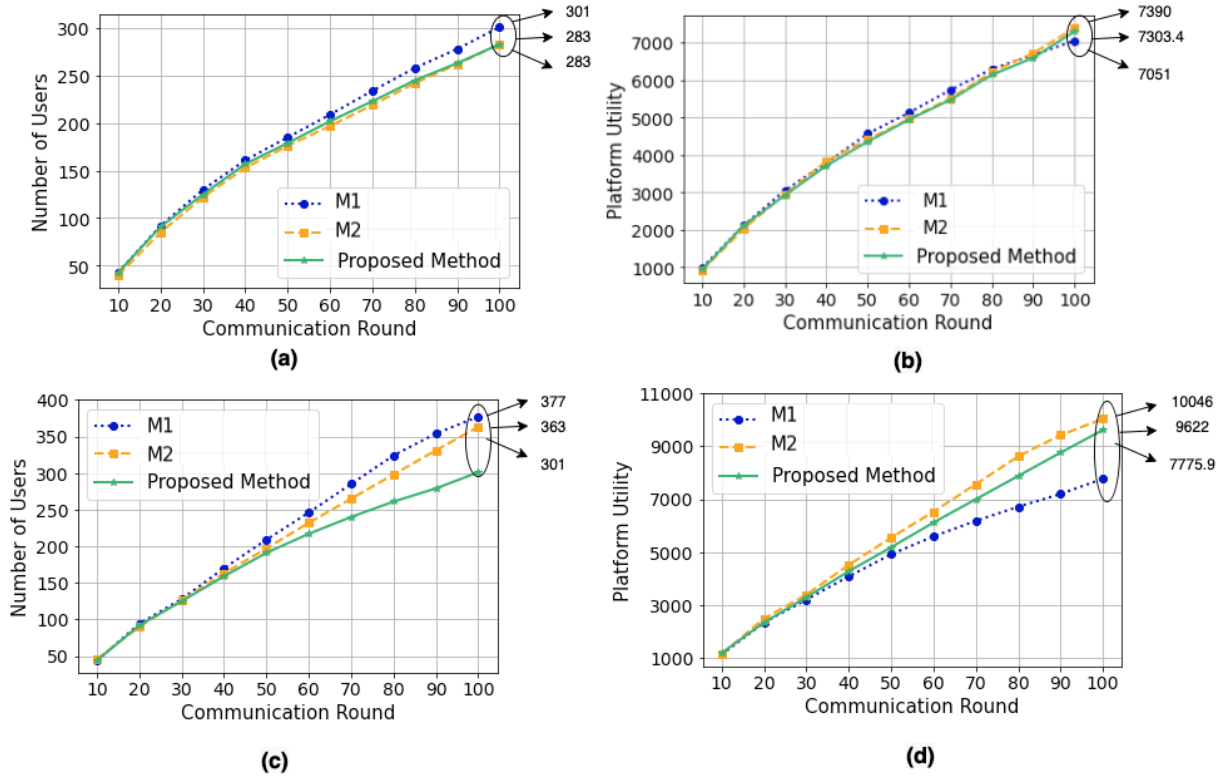 301
300
283
250
283
200
150
100
50
Number of Users
M1
M2
Proposed Method
10 20 30 40 50 60 70 80 90 100
Communication Round
(a)
7390
7303.4
7051
7000
6000
5000
4000
3000
2000
1000
Platform Utility
M1
M2
Proposed Method
10 20 30 40 50 60 70 80 90 100
Communication Round
(b)
400
350
300
250
200
150
100
50
Number of Users
M1
M2
Proposed Method
377
363
301
10 20 30 40 50 60 70 80 90 100
Communication Round
(c)
11000
9000
7000
5000
3000
1000
Platform Utility
M1
M2
Proposed Method
10046
9622
7775.9
10 20 30 40 50 60 70 80 90 100
Communication Round
(d)